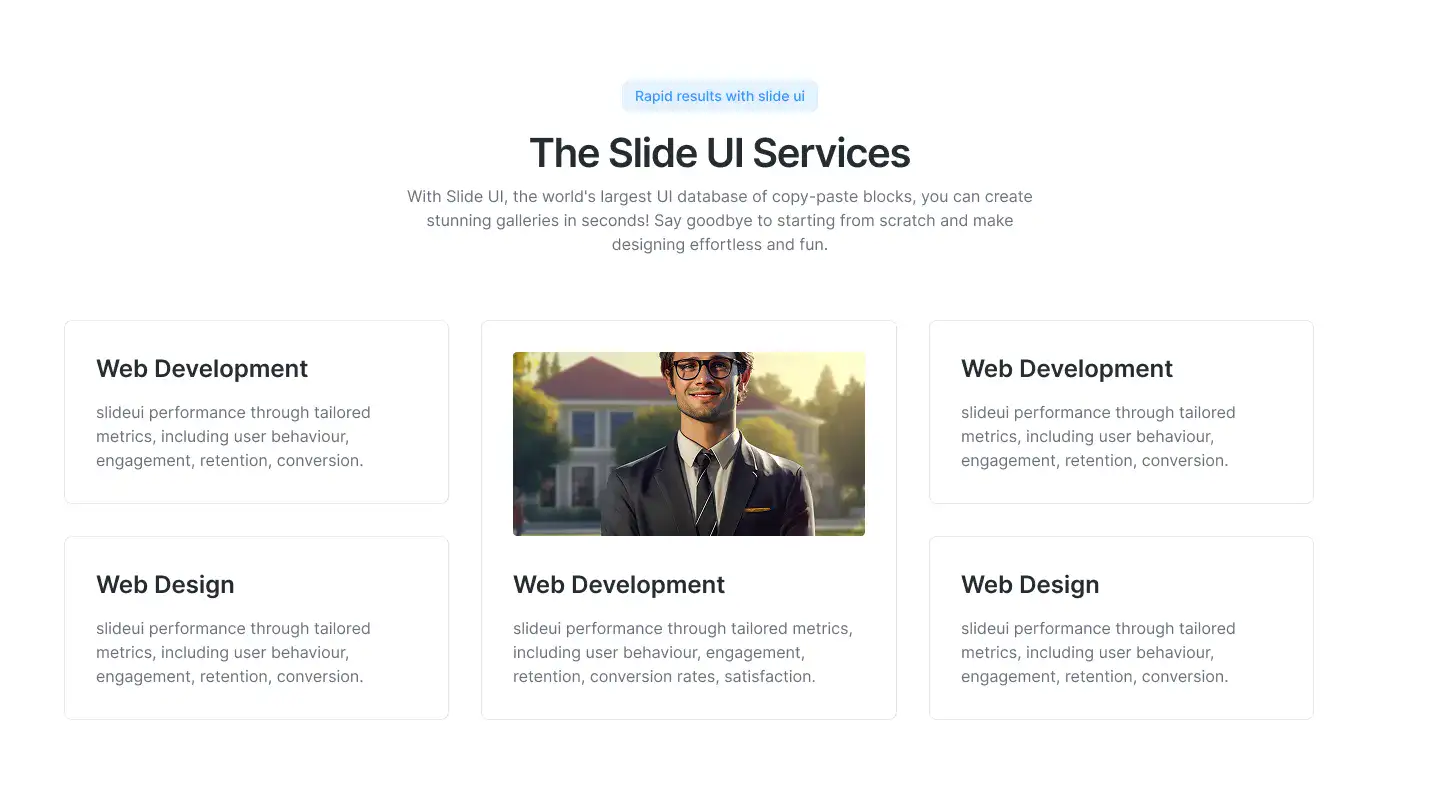 Rapid results with slide ui
The Slide UI Services
With Slide UI, the world's largest UI database of copy-paste blocks, you can create
stunning galleries in seconds! Say goodbye to starting from scratch and make
designing effortless and fun.
Web Development
slideui performance through tailored
metrics, including user behaviour,
engagement, retention, conversion.
Web Design
slideui performance through tailored
metrics, including user behaviour,
engagement, retention, conversion.
Web Development
slideui performance through tailored metrics,
including user behaviour, engagement,
retention, conversion rates, satisfaction.
Web Development
slideui performance through tailored
metrics, including user behaviour,
engagement, retention, conversion.
Web Design
slideui performance through tailored
metrics, including user behaviour,
engagement, retention, conversion.